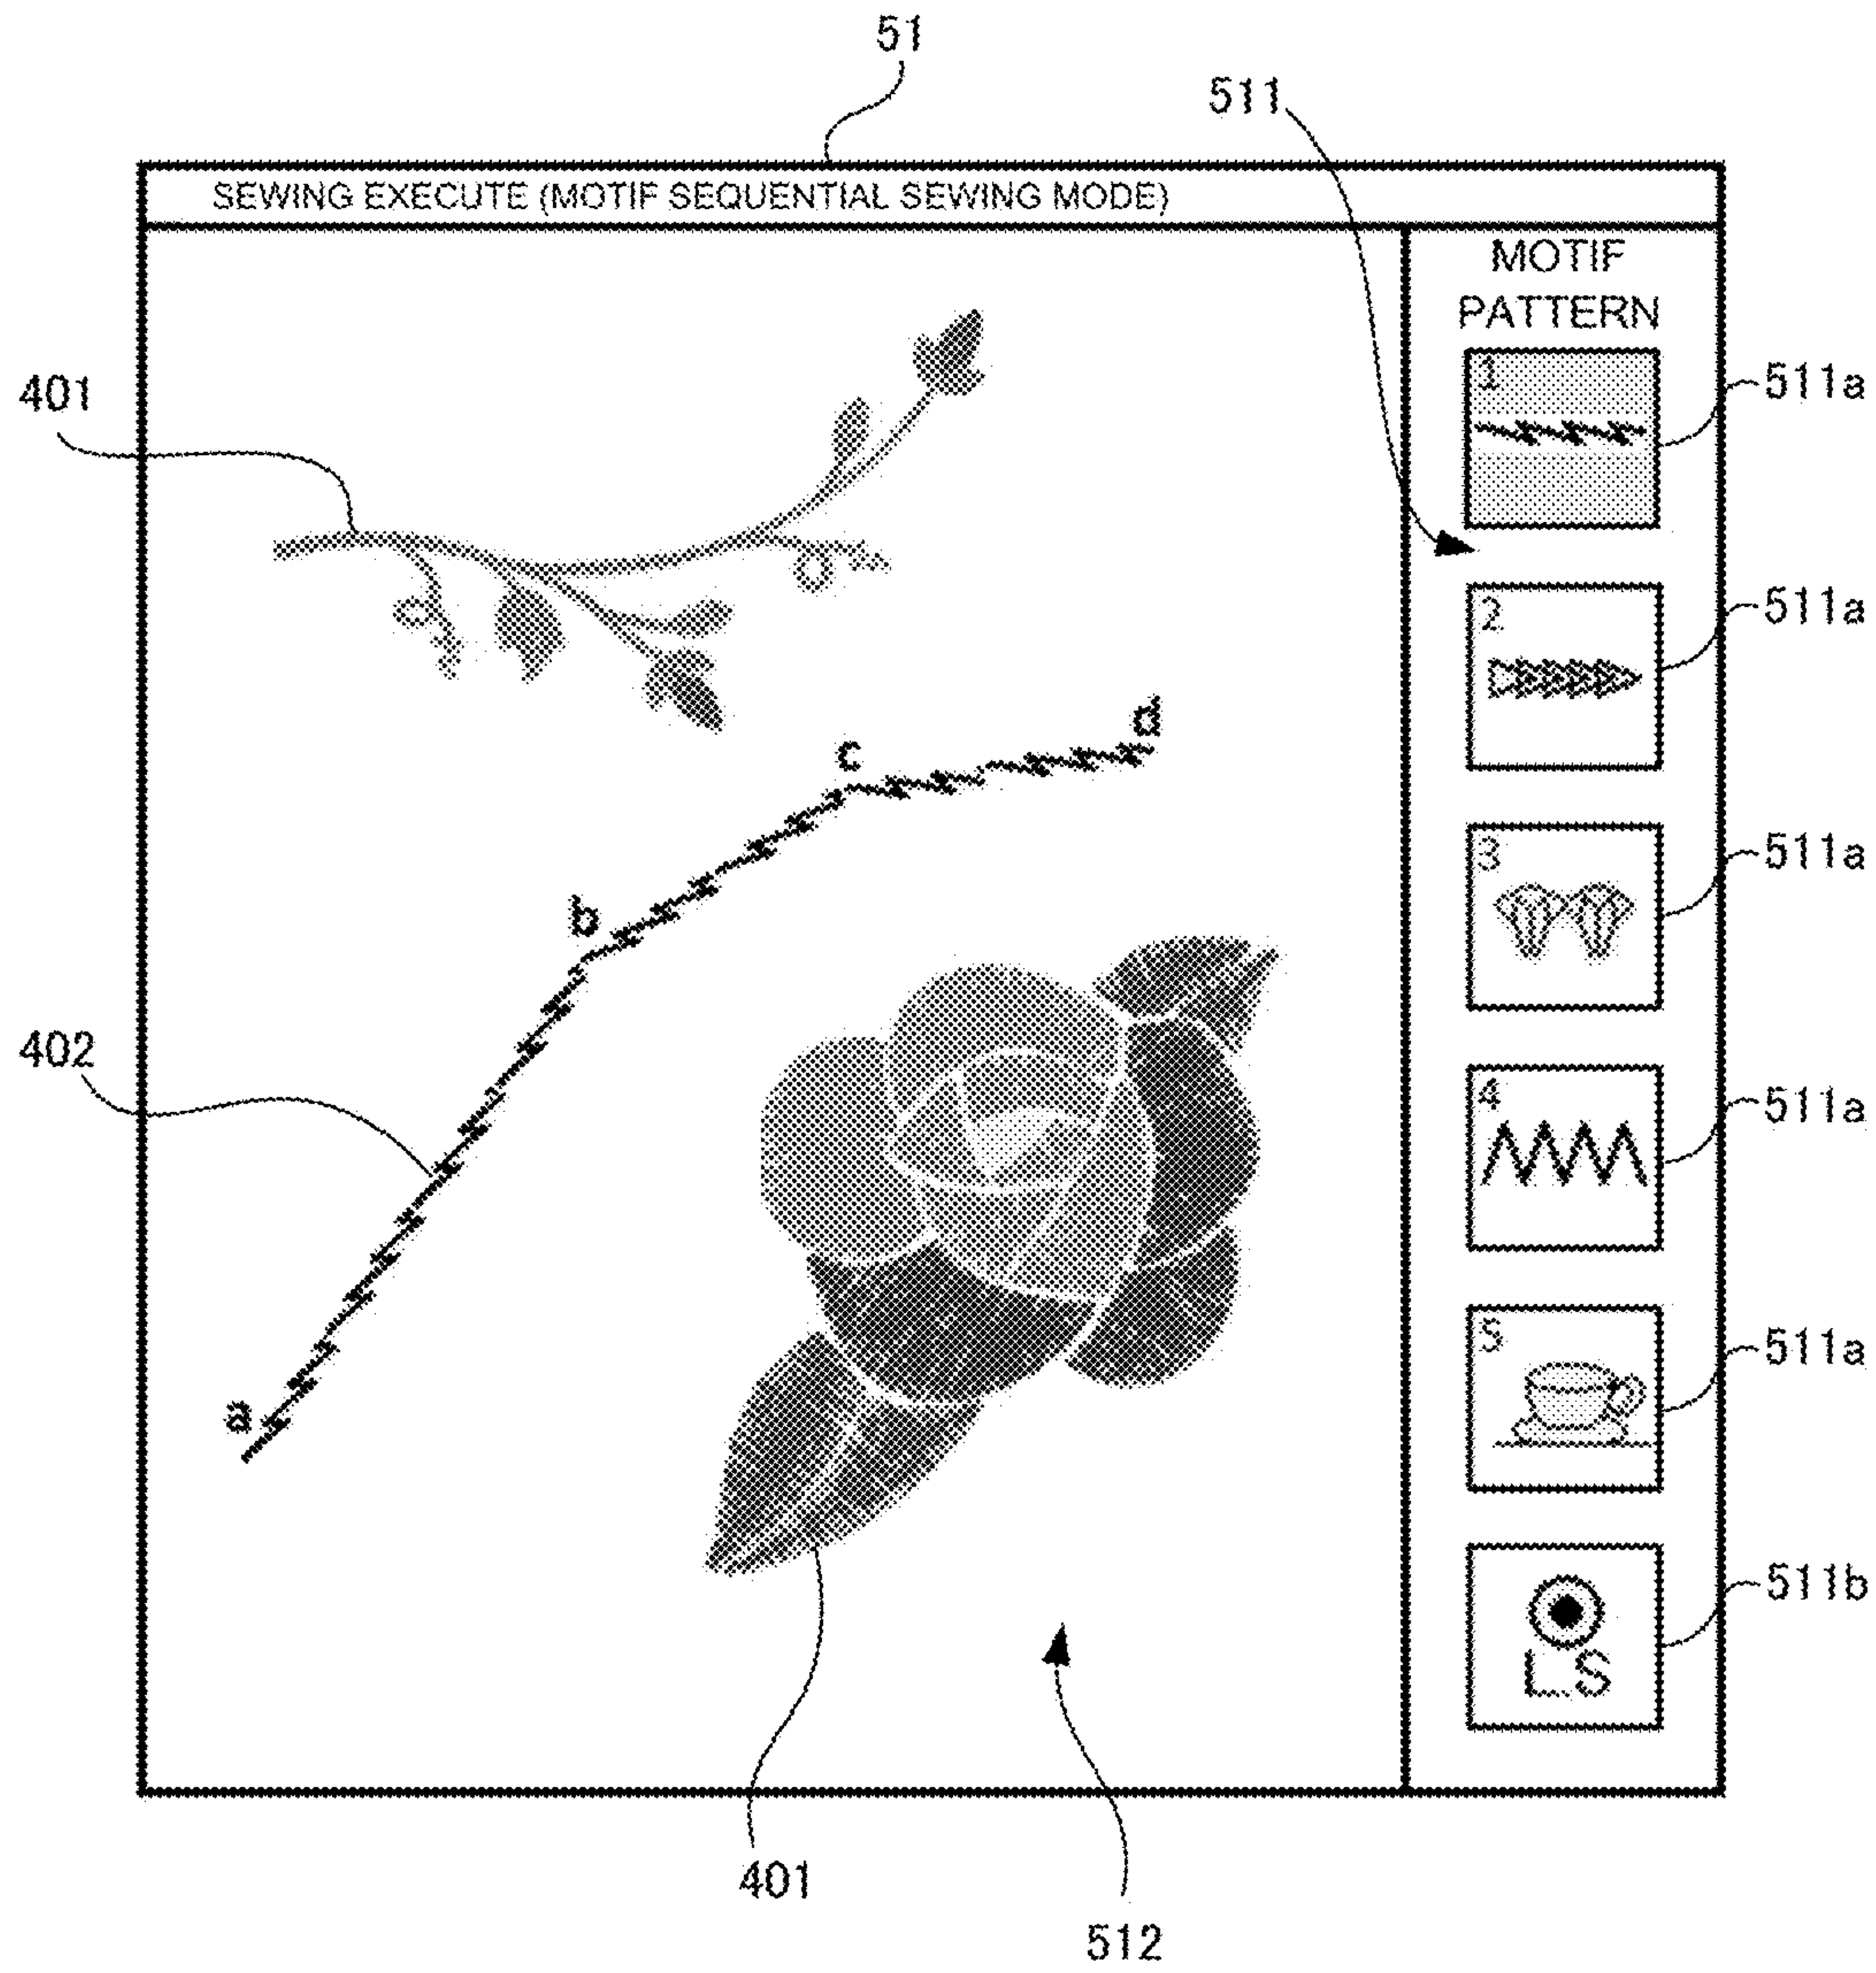 51
511
SEWING EXECUTE (MOTIF SEQUENTIAL SEWING MODE)
MOTIF
PATTERN
401
1
511a
2
511a
d
c
3
511a
b
402
4
511a
5
511a
a
511b
LS
401
512